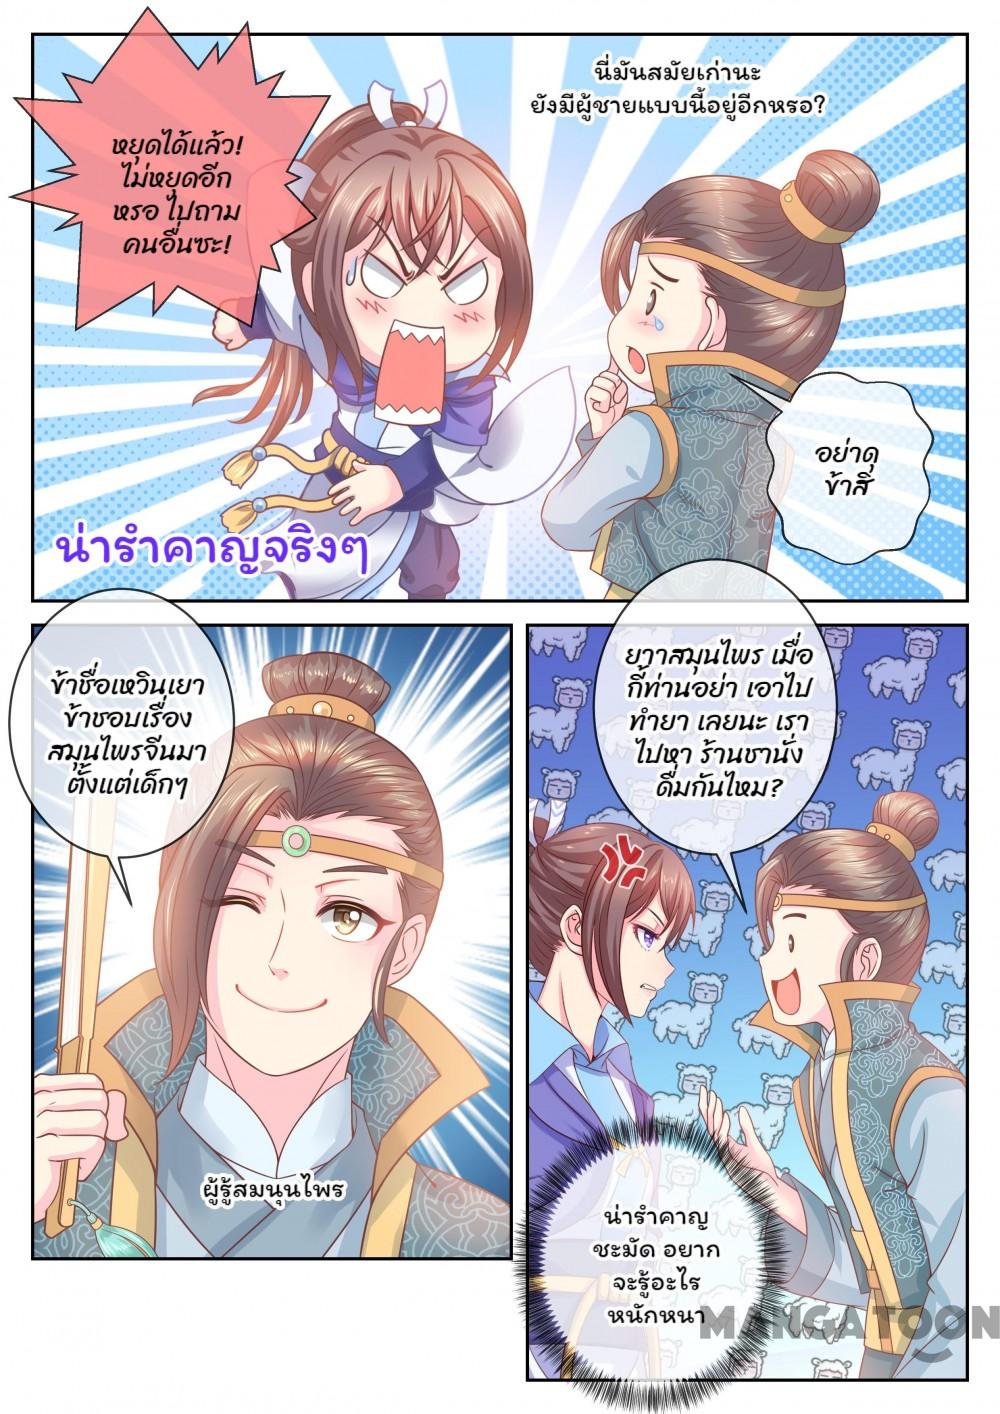 นี่มันสมัยเก่านะ
ยังมีผู้ชายแบบนี้อยู่อีกหรอ?
หยุดได้แล้ว!
ไม่หยุดอีก
หรอ ไปถาม
คนอื่นซะ!
อย่าดุ
ข้าสิ
น่ารำคาญจริงๆ
ข้าชื่อเหวินเยา
ข้าชอบเรื่อง
สมุนไพรจีนมา
ตั้งแต่เด็กๆ
ผู้รู้สมนุนไพร
ยาาสมุนไพร เมื่อ
กี้ท่านอย่า เอาไป
ทำยา เลยนะ เรา
ไปหา ร้านชานั่ง
ดื่มกันไหม?
น่ารำคาญ
ชะมัด อยาก
จะรู้อะไร
หนักหนา
MANGATOON